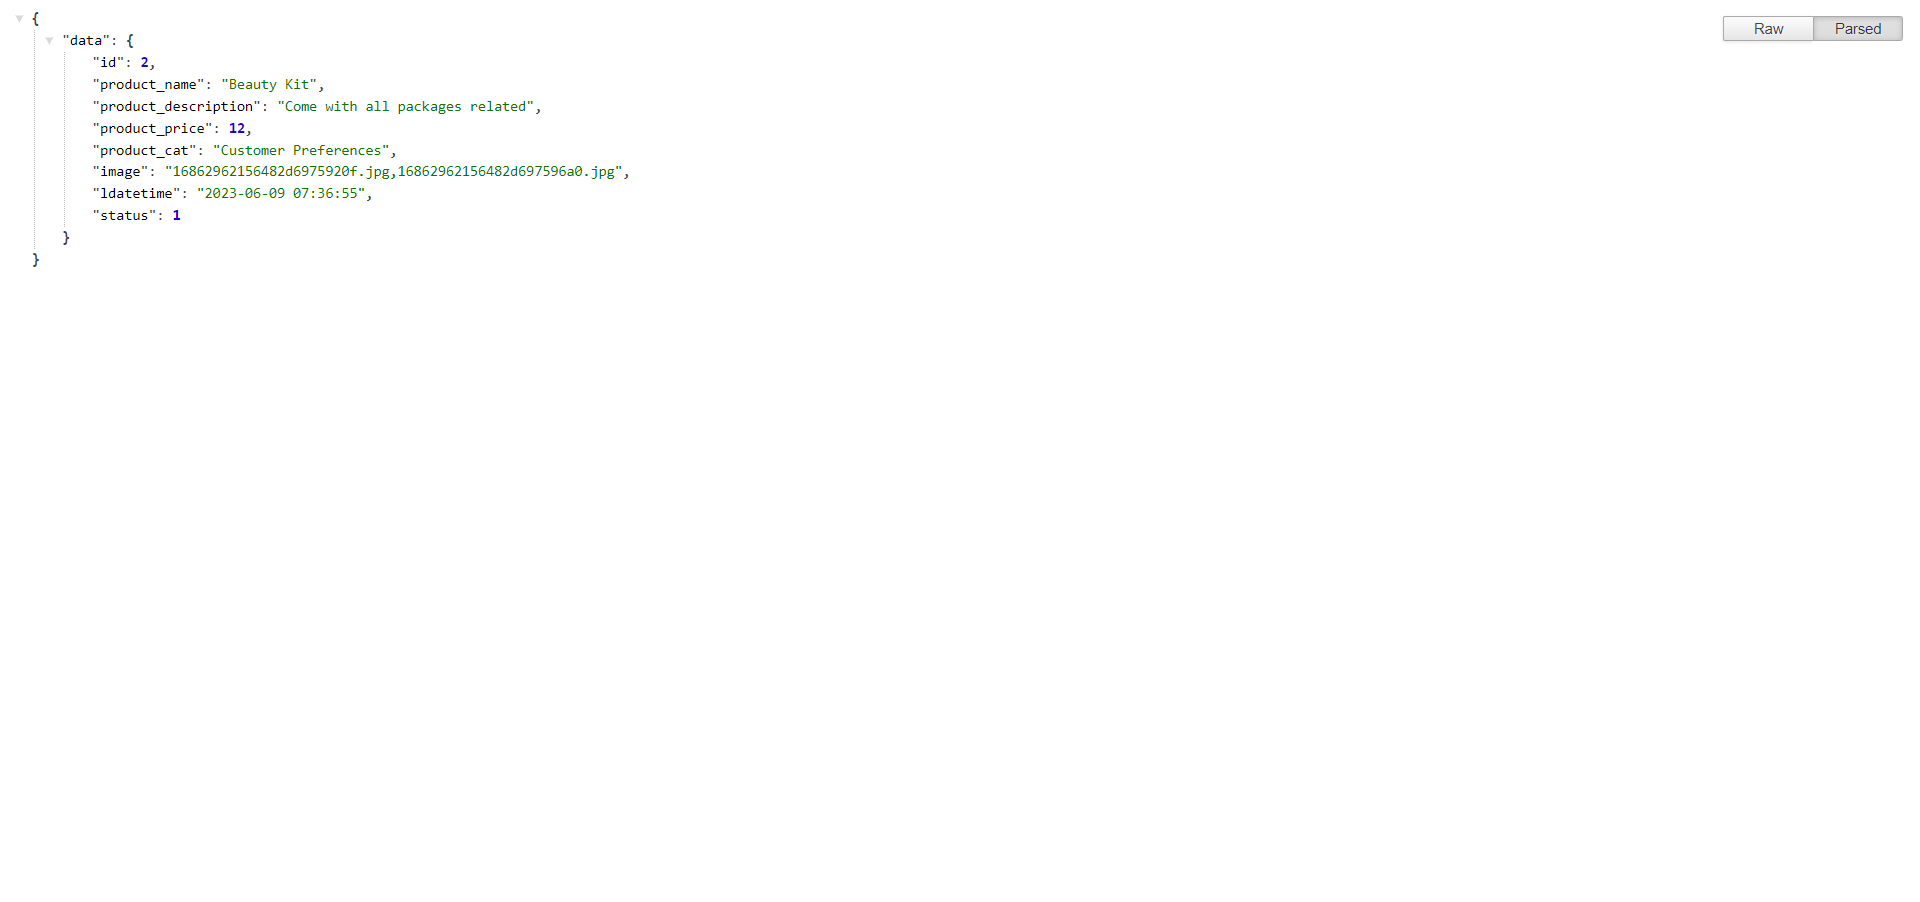 {
"data": {
"id": 2,
"product_name": "Beauty Kit",
"product_description": "Come with all packages related",
"product_price": 12,
"product_cat": "Customer Preferences",
"image": "16862962156482d6975920f.jpg,16862962156482d697596a0.jpg",
"ldatetime": "2023-06-09 07:36:55",
"status": 1
}
}
Raw
Parsed